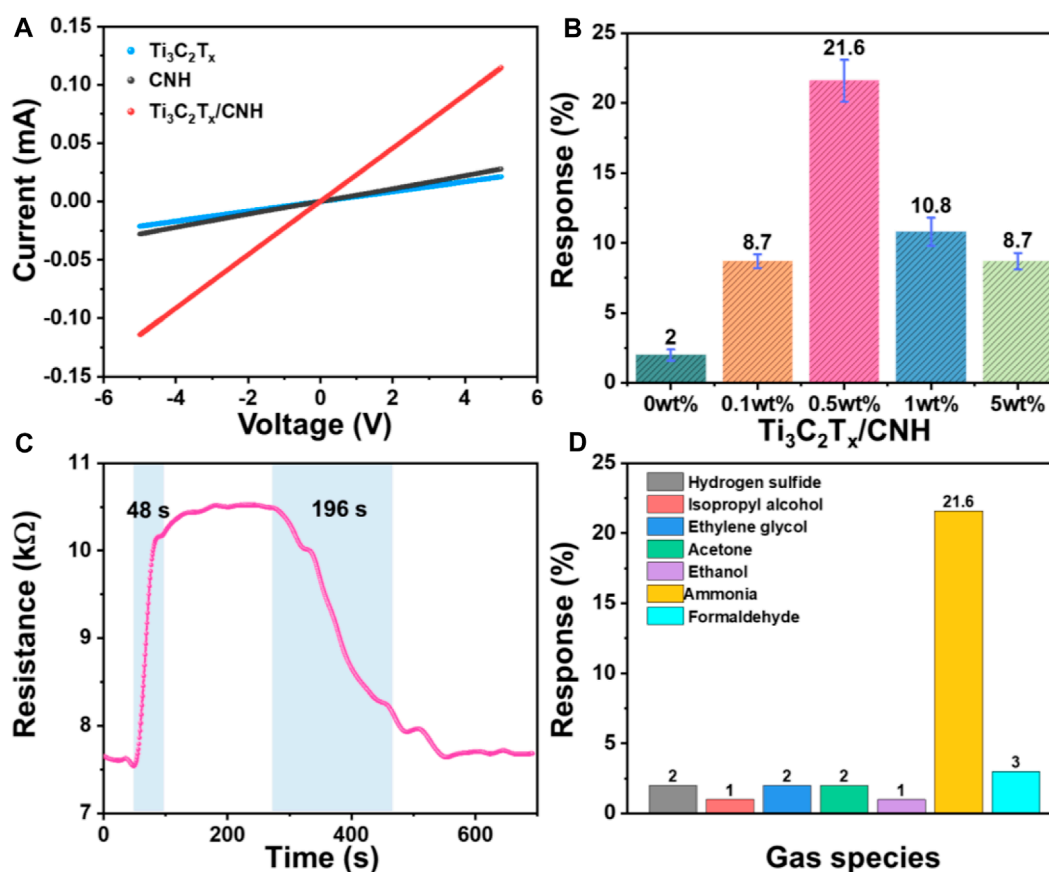 A
Ti₃C₂Tₓ
CNH
Ti₃C₂Tₓ/CNH
Current (mA)
0.15
0.10
0.05
0.00
-0.05
-0.10
-0.15
-6 -4 -2 0 2 4 6
Voltage (V)
B
Response (%)
25
20
15
10
5
0
2
8.7
21.6
10.8
8.7
0wt% 0.1wt% 0.5wt% 1wt% 5wt%
Ti₃C₂Tₓ/CNH
C
Resistance (kΩ)
11
10
9
8
7
48 s
196 s
0 200 400 600
Time (s)
D
Response (%)
25
20
15
10
5
0
Hydrogen sulfide
Isopropyl alcohol
Ethylene glycol
Acetone
Ethanol
Ammonia
Formaldehyde
2
1
2
2
1
21.6
3
Gas species